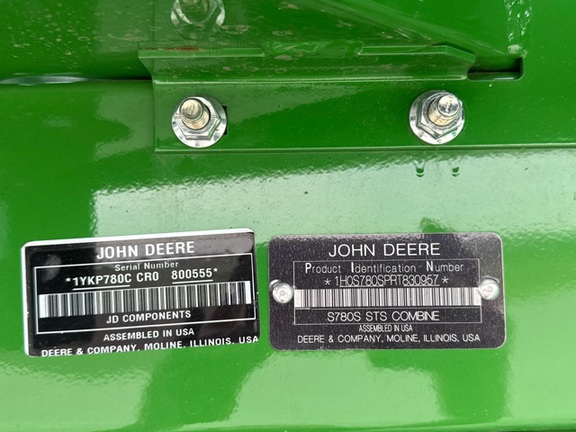 JOHN DEERE
Serial Number
*1YKP780C CR0 800555*
JD COMPONENTS
ASSEMBLED IN USA
DEERE & COMPANY, MOLINE, ILLINOIS, USA
JOHN DEERE
Product Identification Number
*1H0S780SPRT830957*
S780S STS COMBINE
ASSEMBLED IN USA
DEERE & COMPANY, MOLINE, ILLINOIS, USA